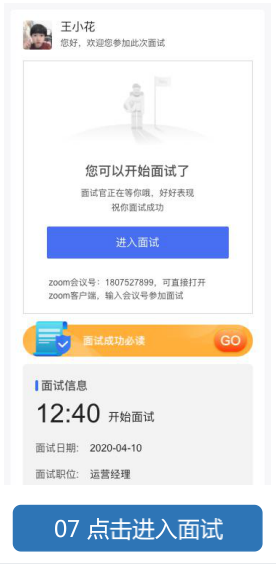 王小花
您好，欢迎您参加此次面试
您可以开始面试了
面试官正在等你哦，好好表现
祝你面试成功
进入面试
zoom会议号：1807527899，可直接打开
zoom客户端，输入会议号参加面试
面试成功必读
GO
面试信息
12:40 开始面试
面试日期： 2020-04-10
面试职位： 运营经理
07 点击进入面试